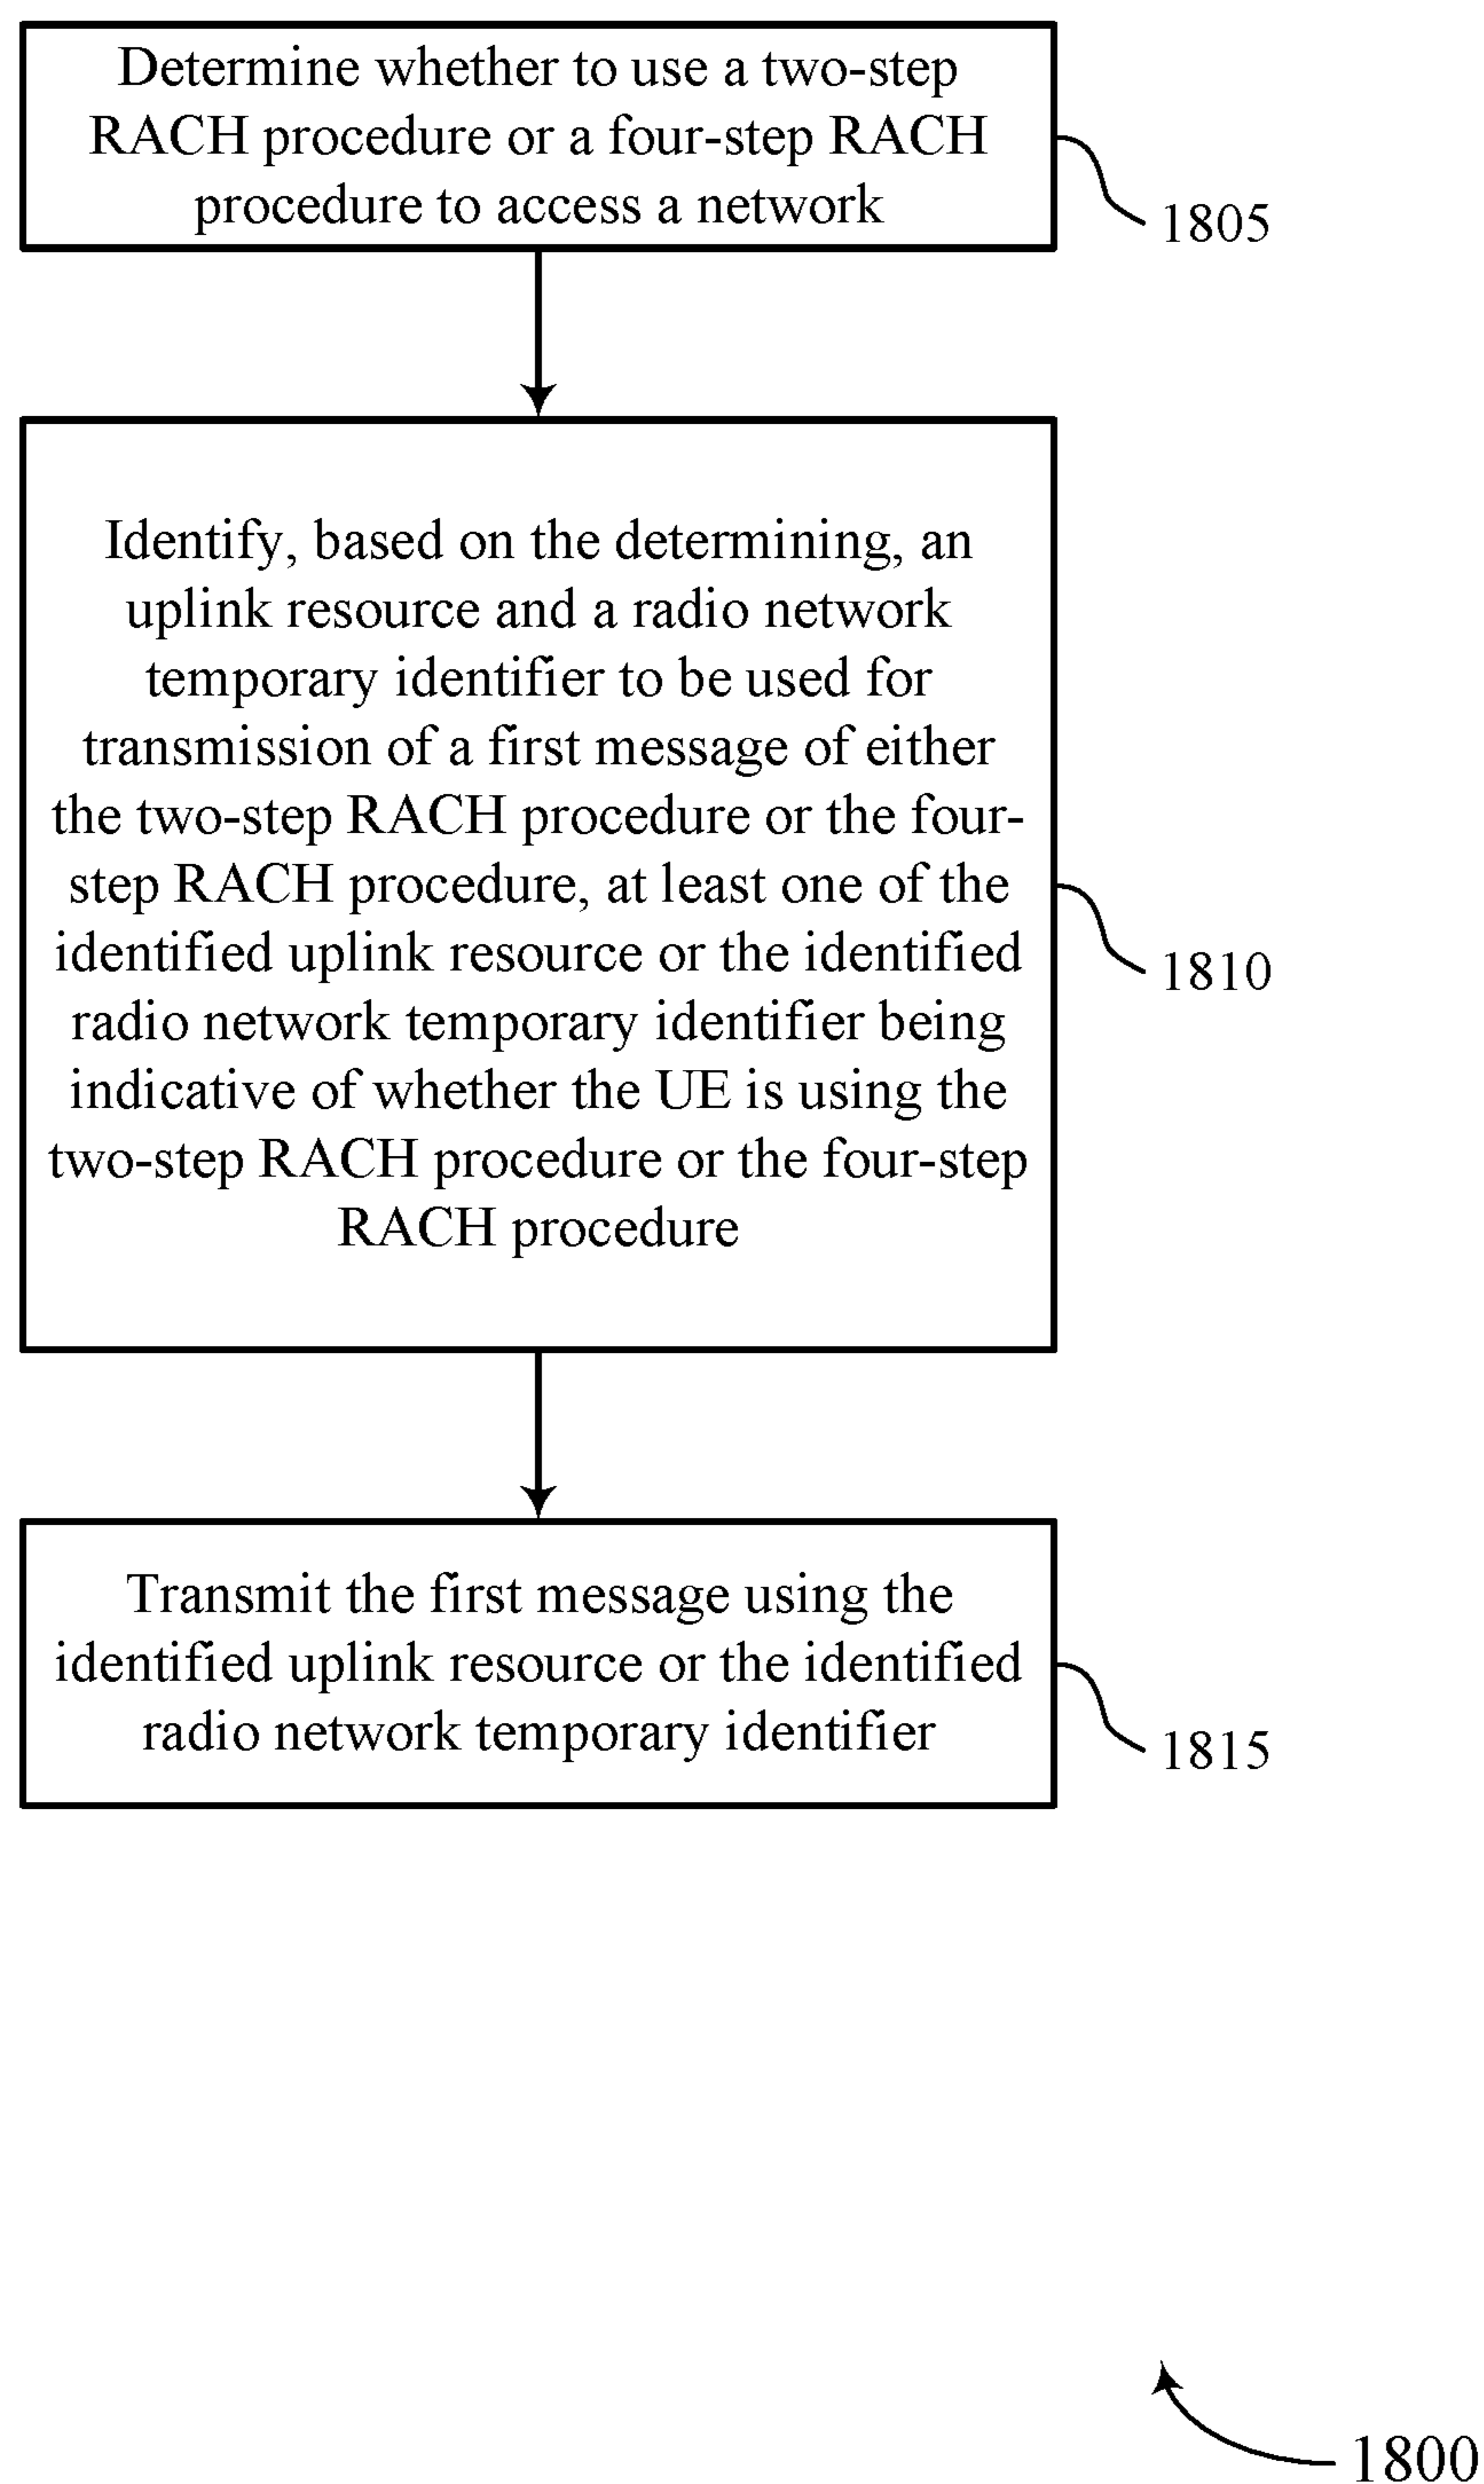 Determine whether to use a two-step
RACH procedure or a four-step RACH
procedure to access a network
1805
Identify, based on the determining, an
uplink resource and a radio network
temporary identifier to be used for
transmission of a first message of either
the two-step RACH procedure or the four-
step RACH procedure, at least one of the
identified uplink resource or the identified
radio network temporary identifier being
indicative of whether the UE is using the
two-step RACH procedure or the four-step
RACH procedure
1810
Transmit the first message using the
identified uplink resource or the identified
radio network temporary identifier
1815
1800